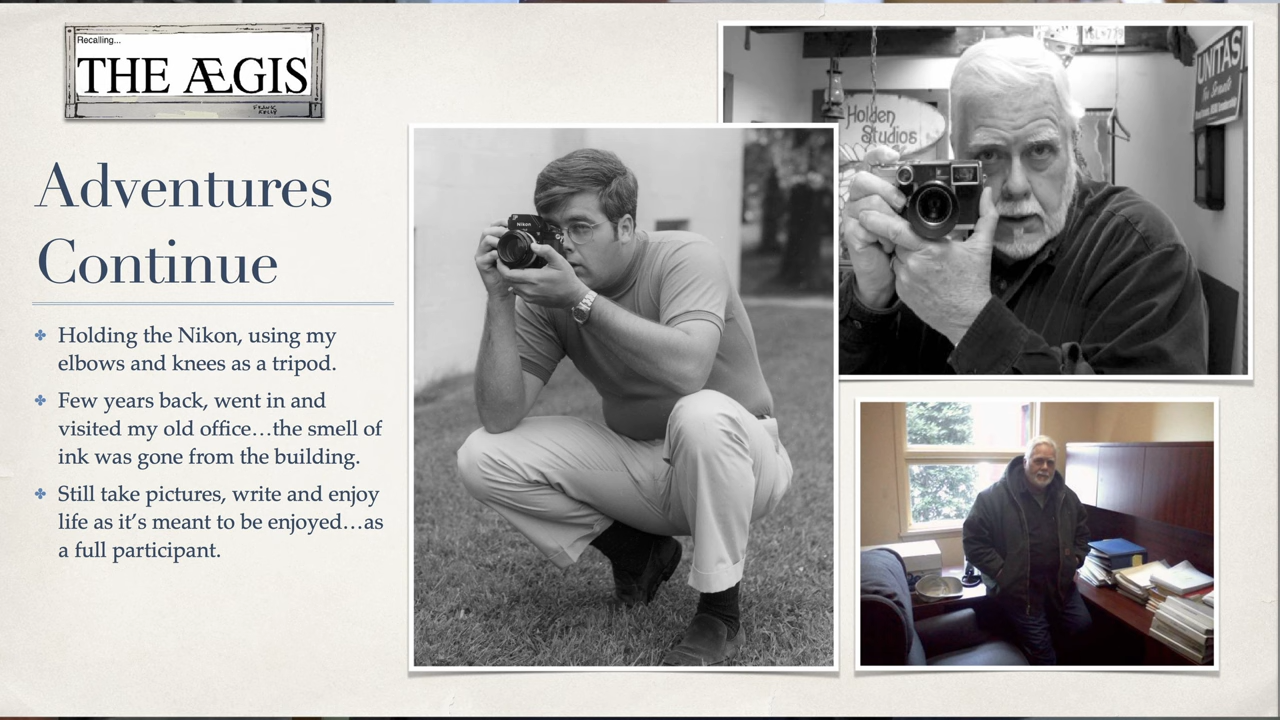 Recalling...
THE ÆGIS
FRANK
KELLY
Adventures
Continue
Holding the Nikon, using my
elbows and knees as a tripod.
Few years back, went in and
visited my old office…the smell of
ink was gone from the building.
Still take pictures, write and enjoy
life as it’s meant to be enjoyed…as
a full participant.
Nikon
Holden
Studios
UNITAS